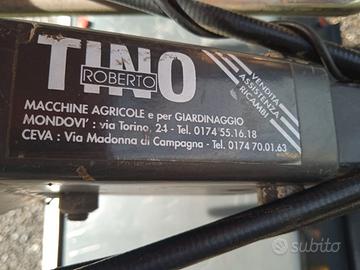 TINO
ROBERTO
VENDITA
ASSISTENZA
RICAMBI
MACCHINE AGRICOLE e per GIARDINAGGIO
MONDOVI' : via Torino, 24 - Tel. 0174 55.16.18
CEVA : Via Madonna di Campagna - Tel. 0174 70.01.63
subito